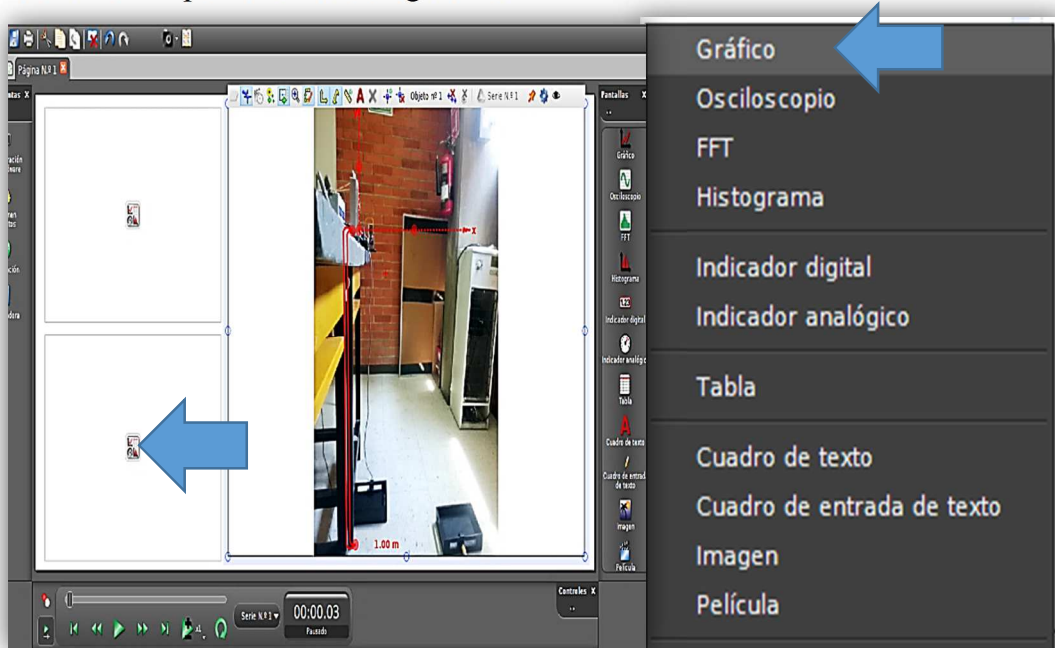 Página N.º 1
Objeto nº 1
Serie N.º 1
x
1.00 m
Pantallas X
Gráfico
Osciloscopio
FFT
Histograma
Indicador digital
Indicador analógic
Tabla
Cuadro de texto
Cuadro de entrada
de texto
Imagen
Película
Controles X
x1
Serie N.º 1
00:00.03
Pausado
Gráfico
Osciloscopio
FFT
Histograma
Indicador digital
Indicador analógico
Tabla
Cuadro de texto
Cuadro de entrada de texto
Imagen
Película